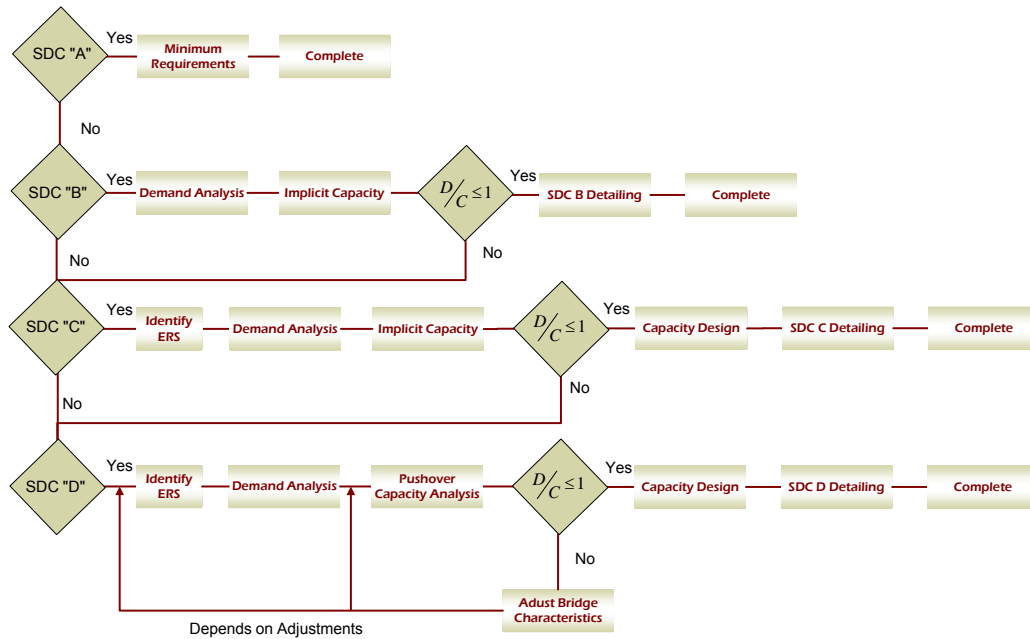 SDC "A"
Yes
Minimum
Requirements
Complete
No
SDC "B"
Yes
Demand Analysis
Implicit Capacity
D/C ≤ 1
Yes
SDC B Detailing
Complete
No
No
SDC "C"
Yes
Identify
ERS
Demand Analysis
Implicit Capacity
D/C ≤ 1
Yes
Capacity Design
SDC C Detailing
Complete
No
No
SDC "D"
Yes
Identify
ERS
Demand Analysis
Pushover
Capacity Analysis
D/C ≤ 1
Yes
Capacity Design
SDC D Detailing
Complete
No
Adust Bridge
Characteristics
Depends on Adjustments